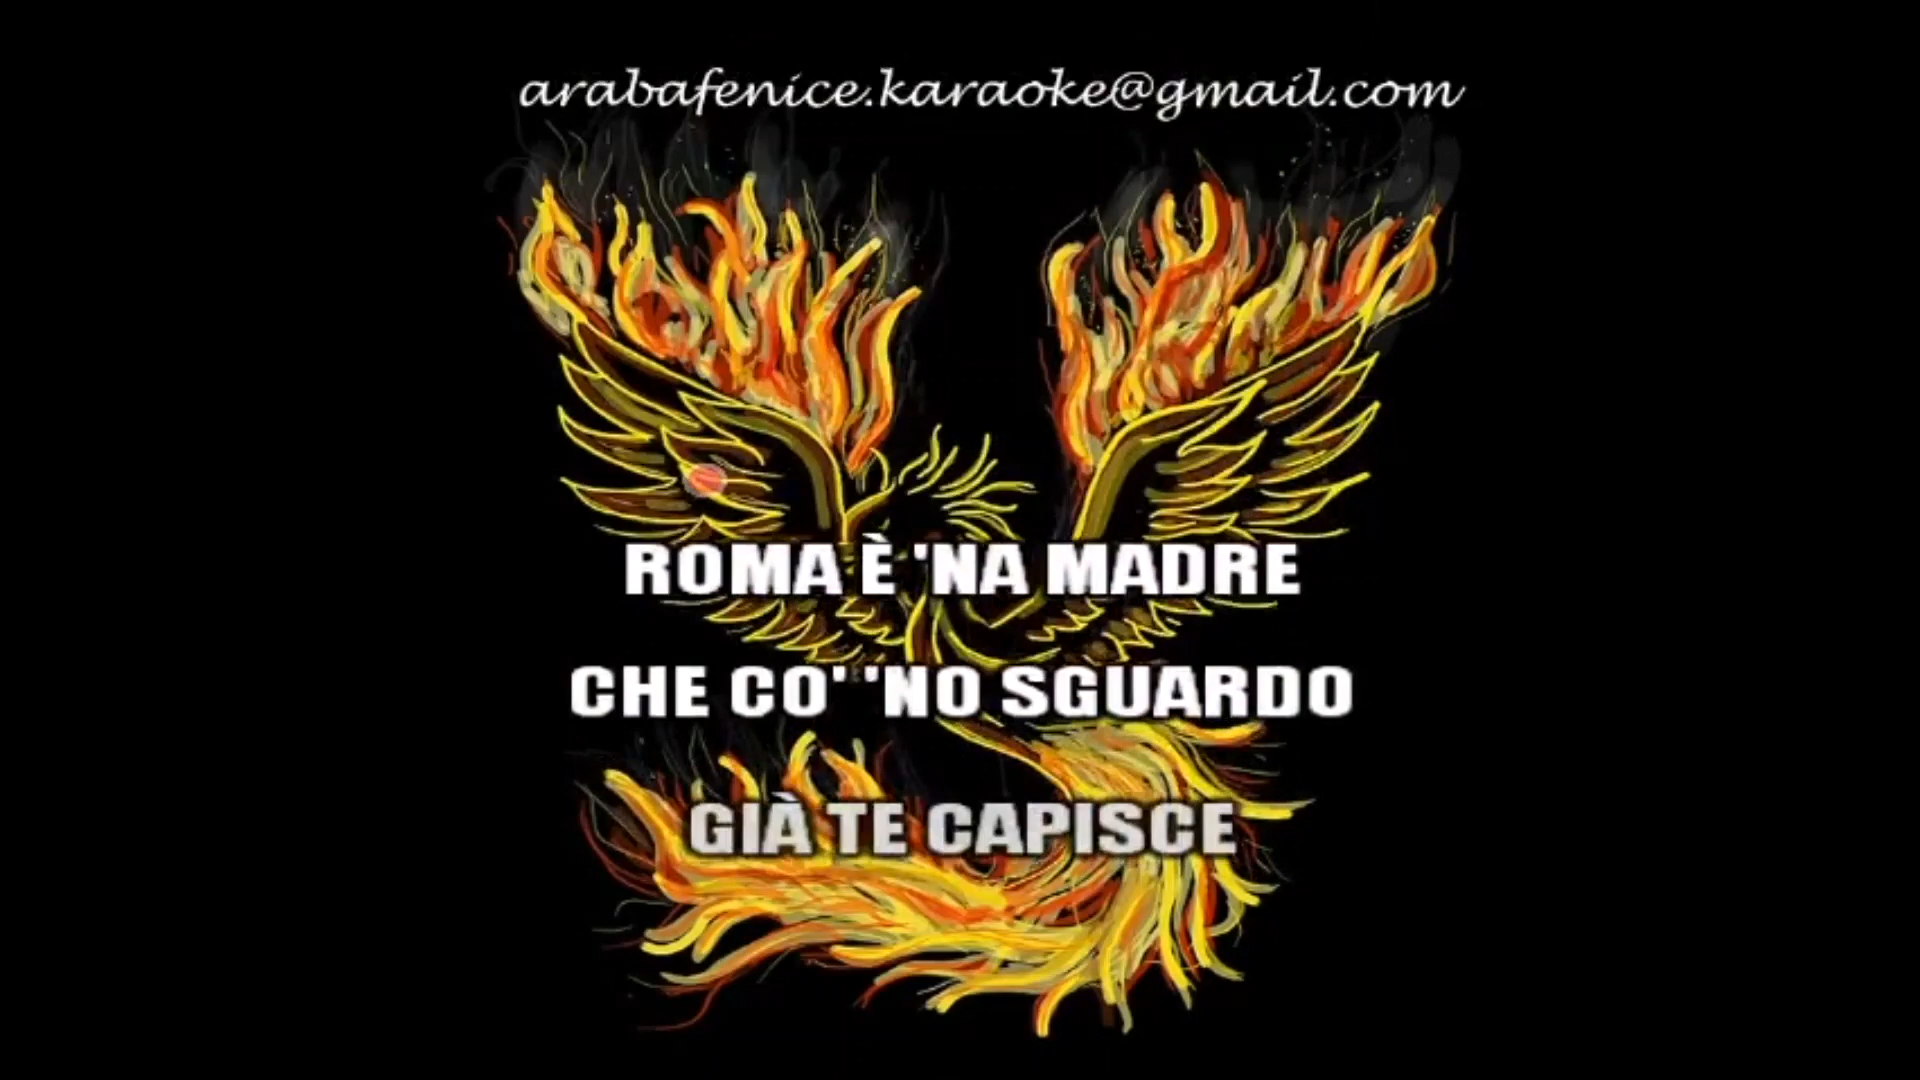 arabafenice.karaoke@gmail.com
ROMA È 'NA MADRE
CHE CO' "NO SGUARDO
GIÀ TE CAPISCE